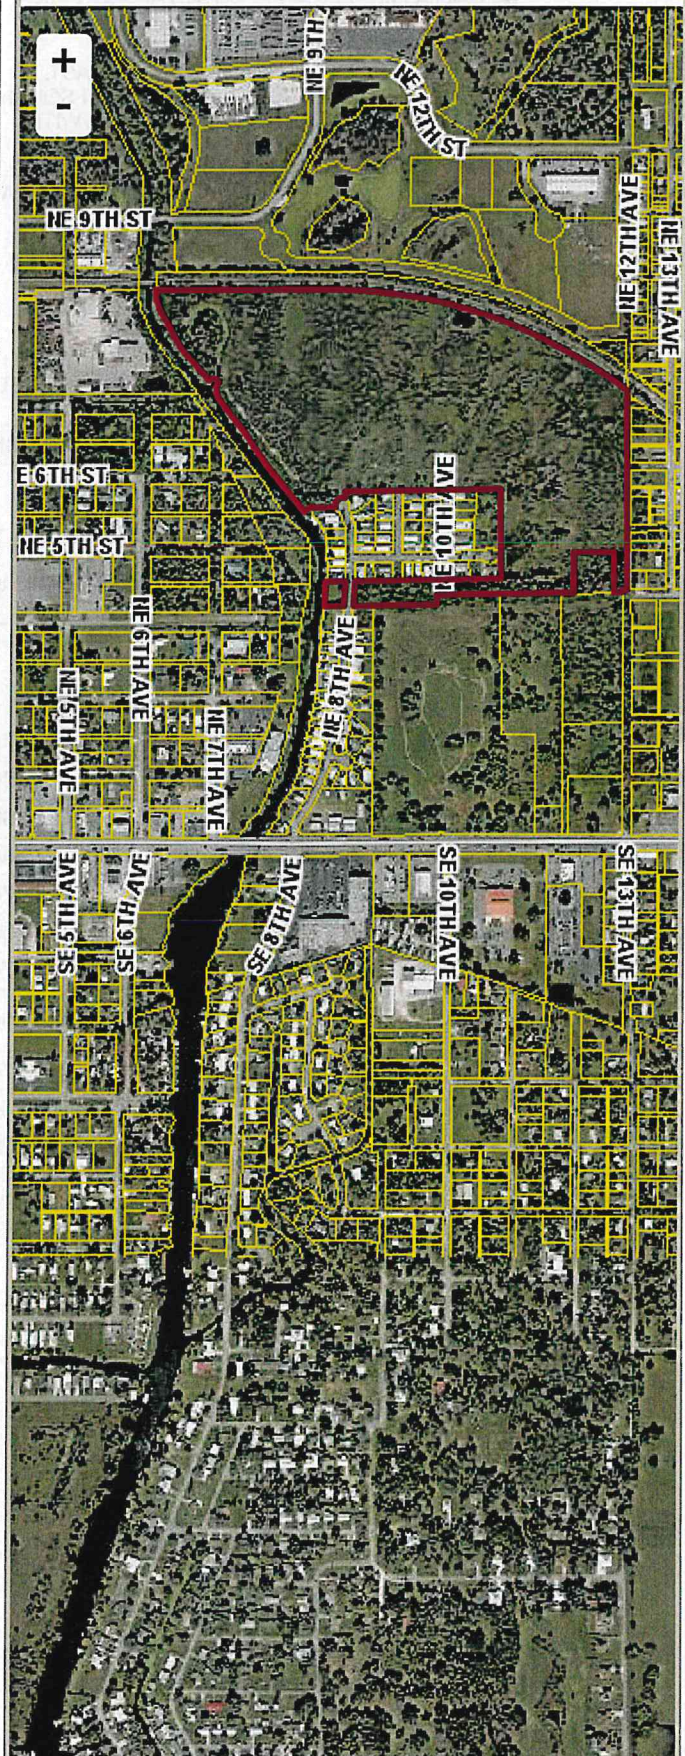 +
-
NE 9TH
NE 12TH ST
NE 9TH ST
NE 12TH AVE
NE 13TH AVE
E 6TH ST
NE 10TH AVE
NE 5TH ST
NE 6TH AVE
NE 8TH AVE
NE 5TH AVE
NE 7TH AVE
SE 5TH AVE
SE 6TH AVE
SE 8TH AVE
SE 10TH AVE
SE 13TH AVE